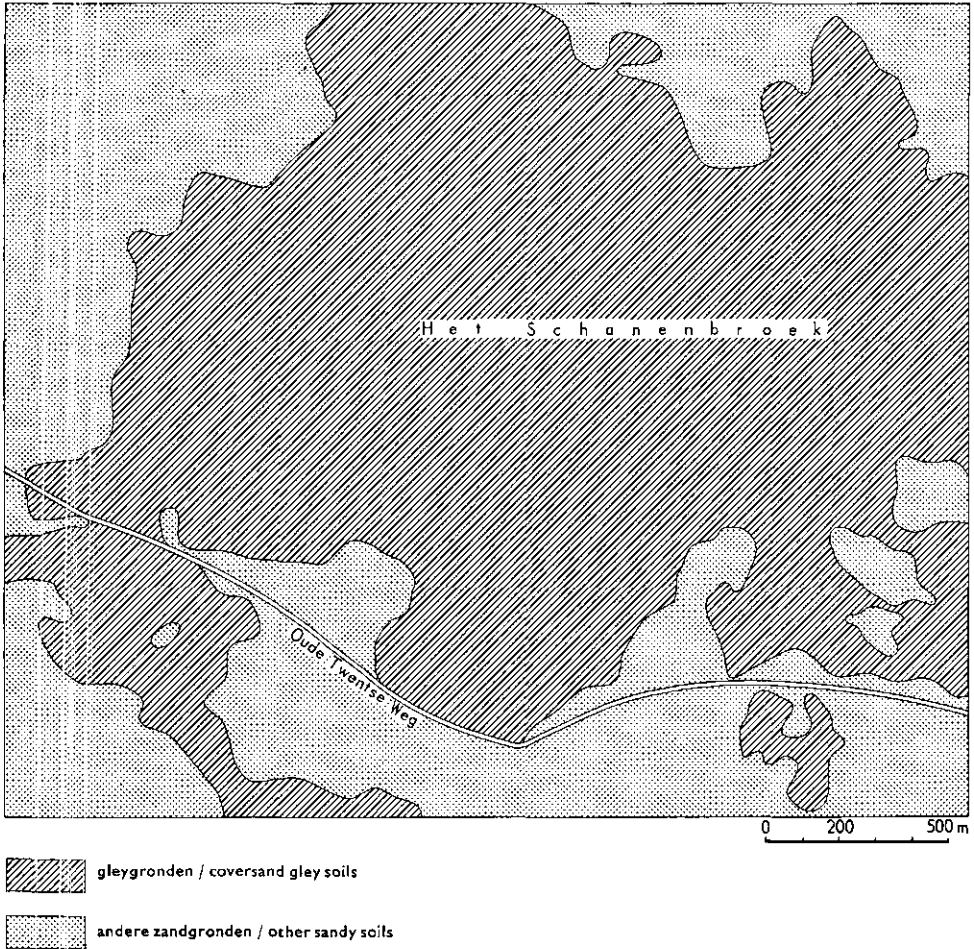 Het Schanenbroek
Oude Twentse Weg
0 200 500 m
gleygronden / coversand gley soils
andere zandgronden / other sandy soils